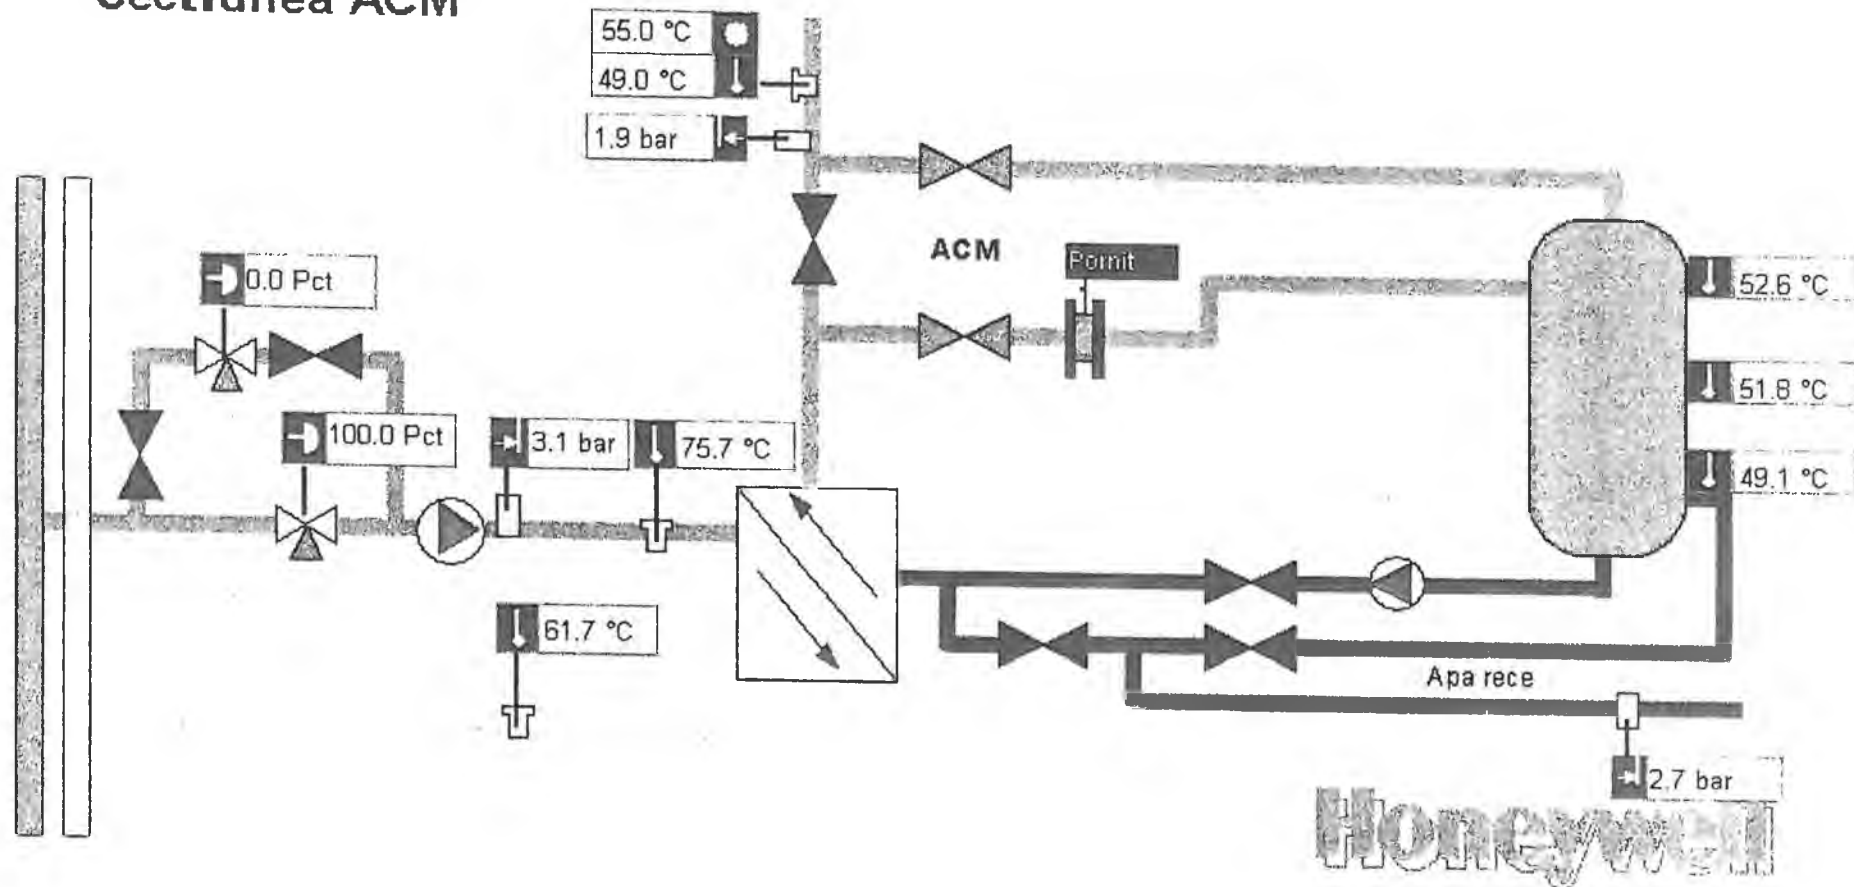 ACM
55.0 °C
49.0 °C
1.9 bar
ACM
Pornit
0.0 Pct
52.6 °C
51.8 °C
100.0 Pct
3.1 bar
75.7 °C
49.1 °C
61.7 °C
Apa rece
2.7 bar
Honeywell